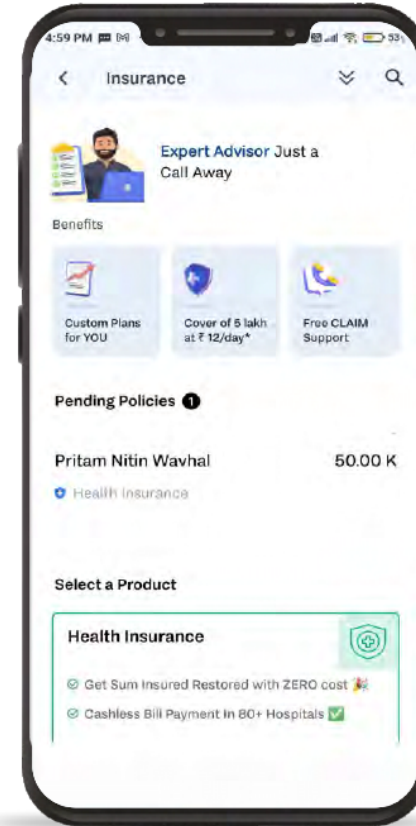 4:59 PM
53
Insurance
Expert Advisor Just a
Call Away
Benefits
Custom Plans
for YOU
Cover of 5 lakh
at ₹ 12/day*
Free CLAIM
Support
Pending Policies 1
Pritam Nitin Wavhal 50.00 K
Health Insurance
Select a Product
Health Insurance
Get Sum Insured Restored with ZERO cost 🎉
Cashless Bill Payment In 80+ Hospitals ✅